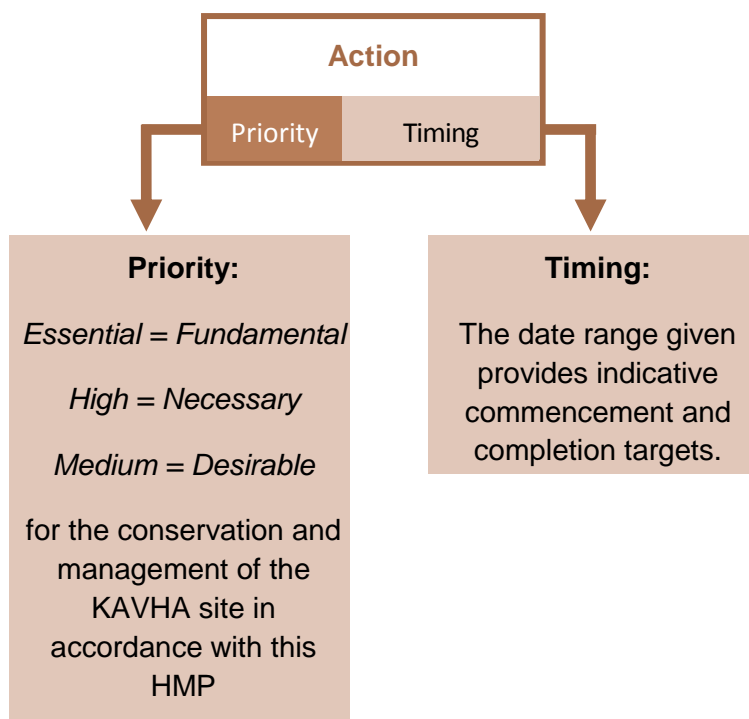 Action
Priority
Timing
Priority:
Essential = Fundamental
High = Necessary
Medium = Desirable
for the conservation and
management of the
KAVHA site in
accordance with this
HMP
Timing:
The date range given
provides indicative
commencement and
completion targets.